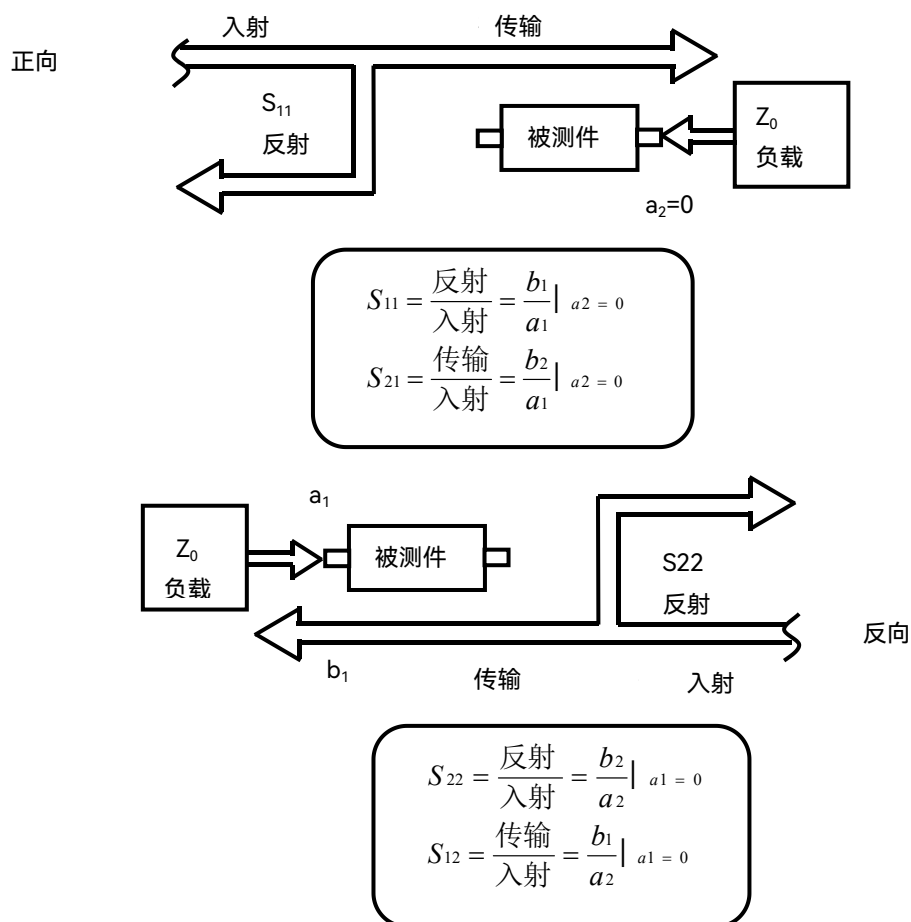 入射 传输
正向
S₁₁
反射
被测件
Z₀
负载
a₂=0
S₁₁ = 反射/入射 = b₁/a₁ | a2 = 0
S₂₁ = 传输/入射 = b₂/a₁ | a2 = 0
a₁
Z₀
负载
被测件
S22
反射
反向
b₁ 传输 入射
S₂₂ = 反射/入射 = b₂/a₂ | a1 = 0
S₁₂ = 传输/入射 = b₁/a₂ | a1 = 0